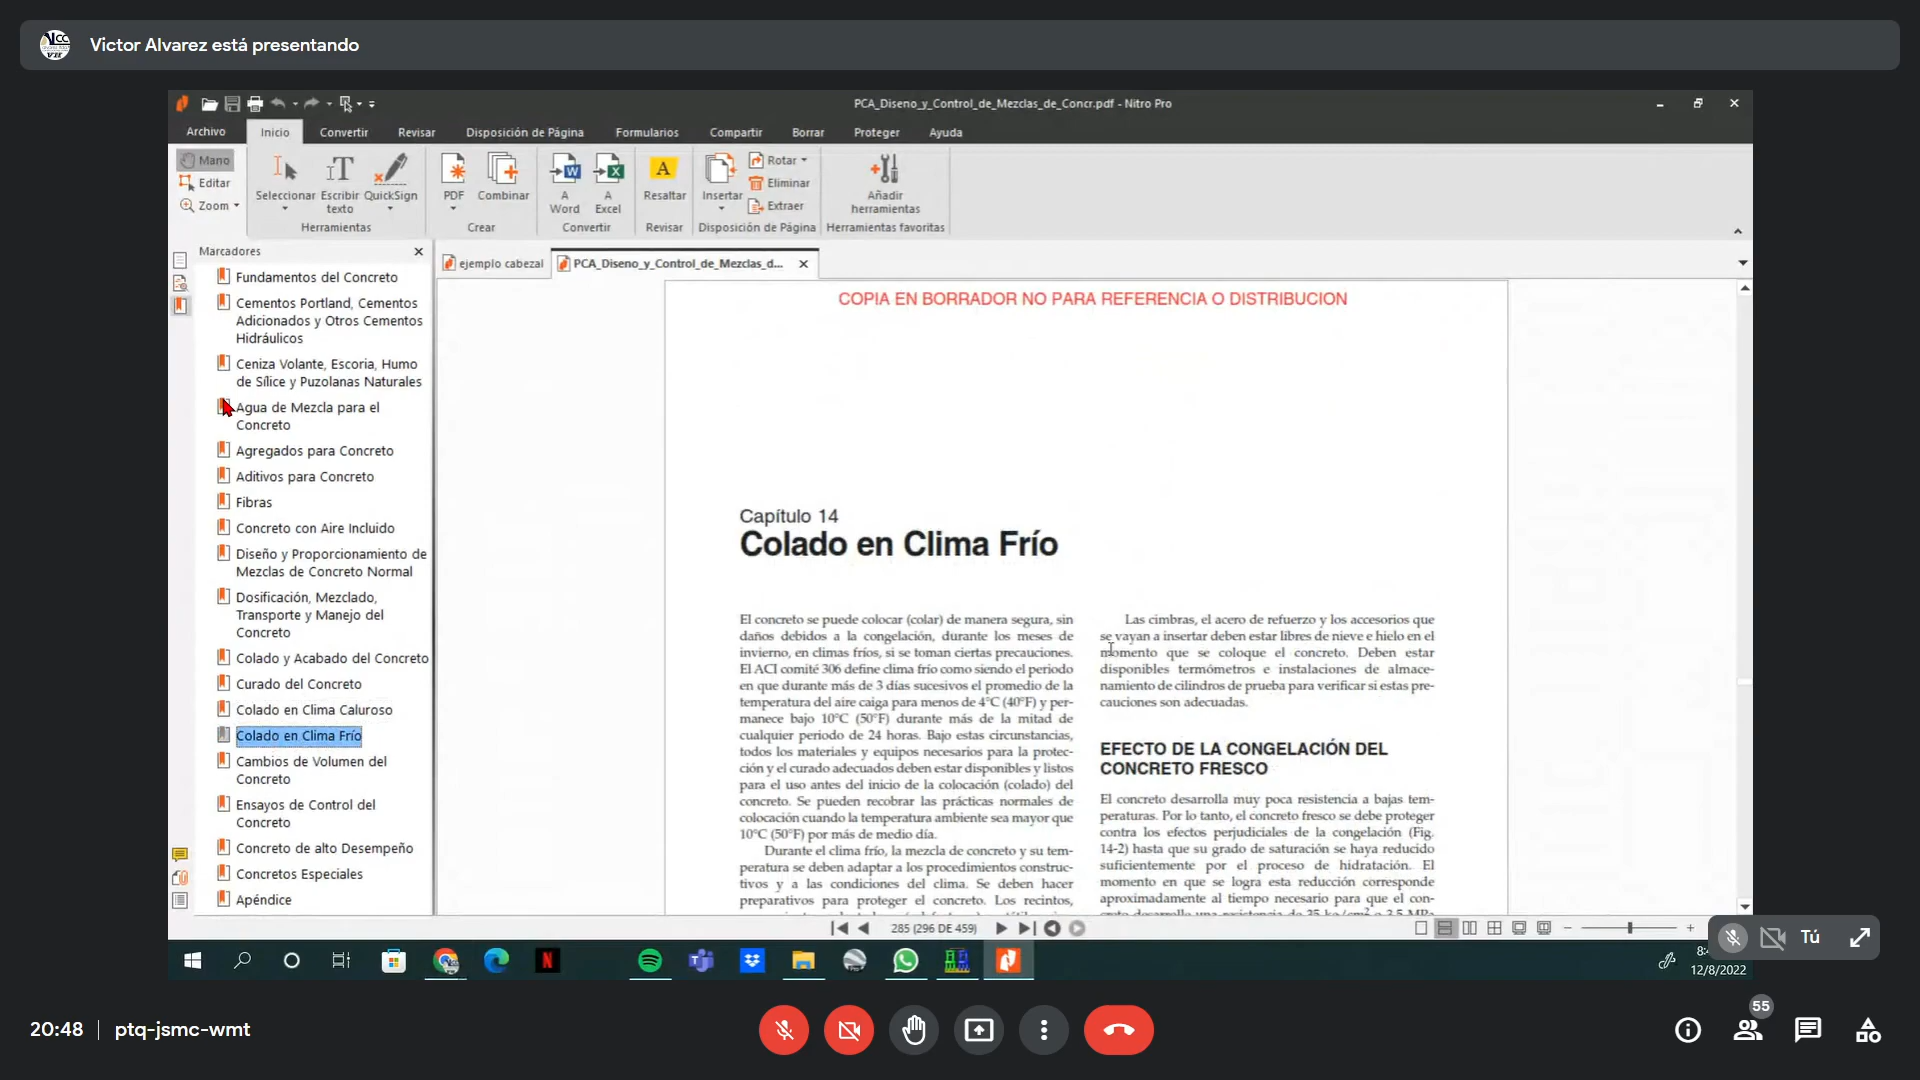 Victor Alvarez está presentando
PCA_Diseno_y_Control_de_Mezclas_de_Concr.pdf - Nitro Pro
Archivo
Inicio
Convertir
Revisar
Disposición de Página
Formularios
Compartir
Borrar
Proteger
Ayuda
Mano
Editar
Zoom
Seleccionar
Escribir
texto
QuickSign
Herramientas
PDF
Combinar
Crear
A
Word
A
Excel
Convertir
Resaltar
Revisar
Insertar
Rotar
Eliminar
Extraer
Disposición de Página
Añadir
herramientas
Herramientas favoritas
Marcadores
Fundamentos del Concreto
Cementos Portland, Cementos
Adicionados y Otros Cementos
Hidráulicos
Ceniza Volante, Escoria, Humo
de Sílice y Puzolanas Naturales
Agua de Mezcla para el
Concreto
Agregados para Concreto
Aditivos para Concreto
Fibras
Concreto con Aire Incluido
Diseño y Proporcionamiento de
Mezclas de Concreto Normal
Dosificación, Mezclado,
Transporte y Manejo del
Concreto
Colado y Acabado del Concreto
Curado del Concreto
Colado en Clima Caluroso
Colado en Clima Frío
Cambios de Volumen del
Concreto
Ensayos de Control del
Concreto
Concreto de alto Desempeño
Concretos Especiales
Apéndice
ejemplo cabezal
PCA_Diseno_y_Control_de_Mezclas_d...
COPIA EN BORRADOR NO PARA REFERENCIA O DISTRIBUCION
Capítulo 14
Colado en Clima Frío
El concreto se puede colocar (colar) de manera segura, sin
daños debidos a la congelación, durante los meses de
invierno, en climas fríos, si se toman ciertas precauciones.
El ACI comité 306 define clima frío como siendo el periodo
en que durante más de 3 días sucesivos el promedio de la
temperatura del aire caiga para menos de 4°C (40°F) y per-
manece bajo 10°C (50°F) durante más de la mitad de
cualquier periodo de 24 horas. Bajo estas circunstancias,
todos los materiales y equipos necesarios para la protec-
ción y el curado adecuados deben estar disponibles y listos
para el uso antes del inicio de la colocación (colado) del
concreto. Se pueden recobrar las prácticas normales de
colocación cuando la temperatura ambiente sea mayor que
10°C (50°F) por más de medio día.
Durante el clima frío, la mezcla de concreto y su tem-
peratura se deben adaptar a los procedimientos construc-
tivos y a las condiciones del clima. Se deben hacer
preparativos para proteger el concreto. Los recintos,
Las cimbras, el acero de refuerzo y los accesorios que
se vayan a insertar deben estar libres de nieve e hielo en el
momento que se coloque el concreto. Deben estar
disponibles termómetros e instalaciones de almace-
namiento de cilindros de prueba para verificar si estas pre-
cauciones son adecuadas.
EFECTO DE LA CONGELACIÓN DEL
CONCRETO FRESCO
El concreto desarrolla muy poca resistencia a bajas tem-
peraturas. Por lo tanto, el concreto fresco se debe proteger
contra los efectos perjudiciales de la congelación (Fig.
14-2) hasta que su grado de saturación se haya reducido
suficientemente por el proceso de hidratación. El
momento en que se logra esta reducción corresponde
aproximadamente al tiempo necesario para que el con-
285 (296 DE 459)
Tú
12/8/2022
20:48
ptq-jsmc-wmt
55